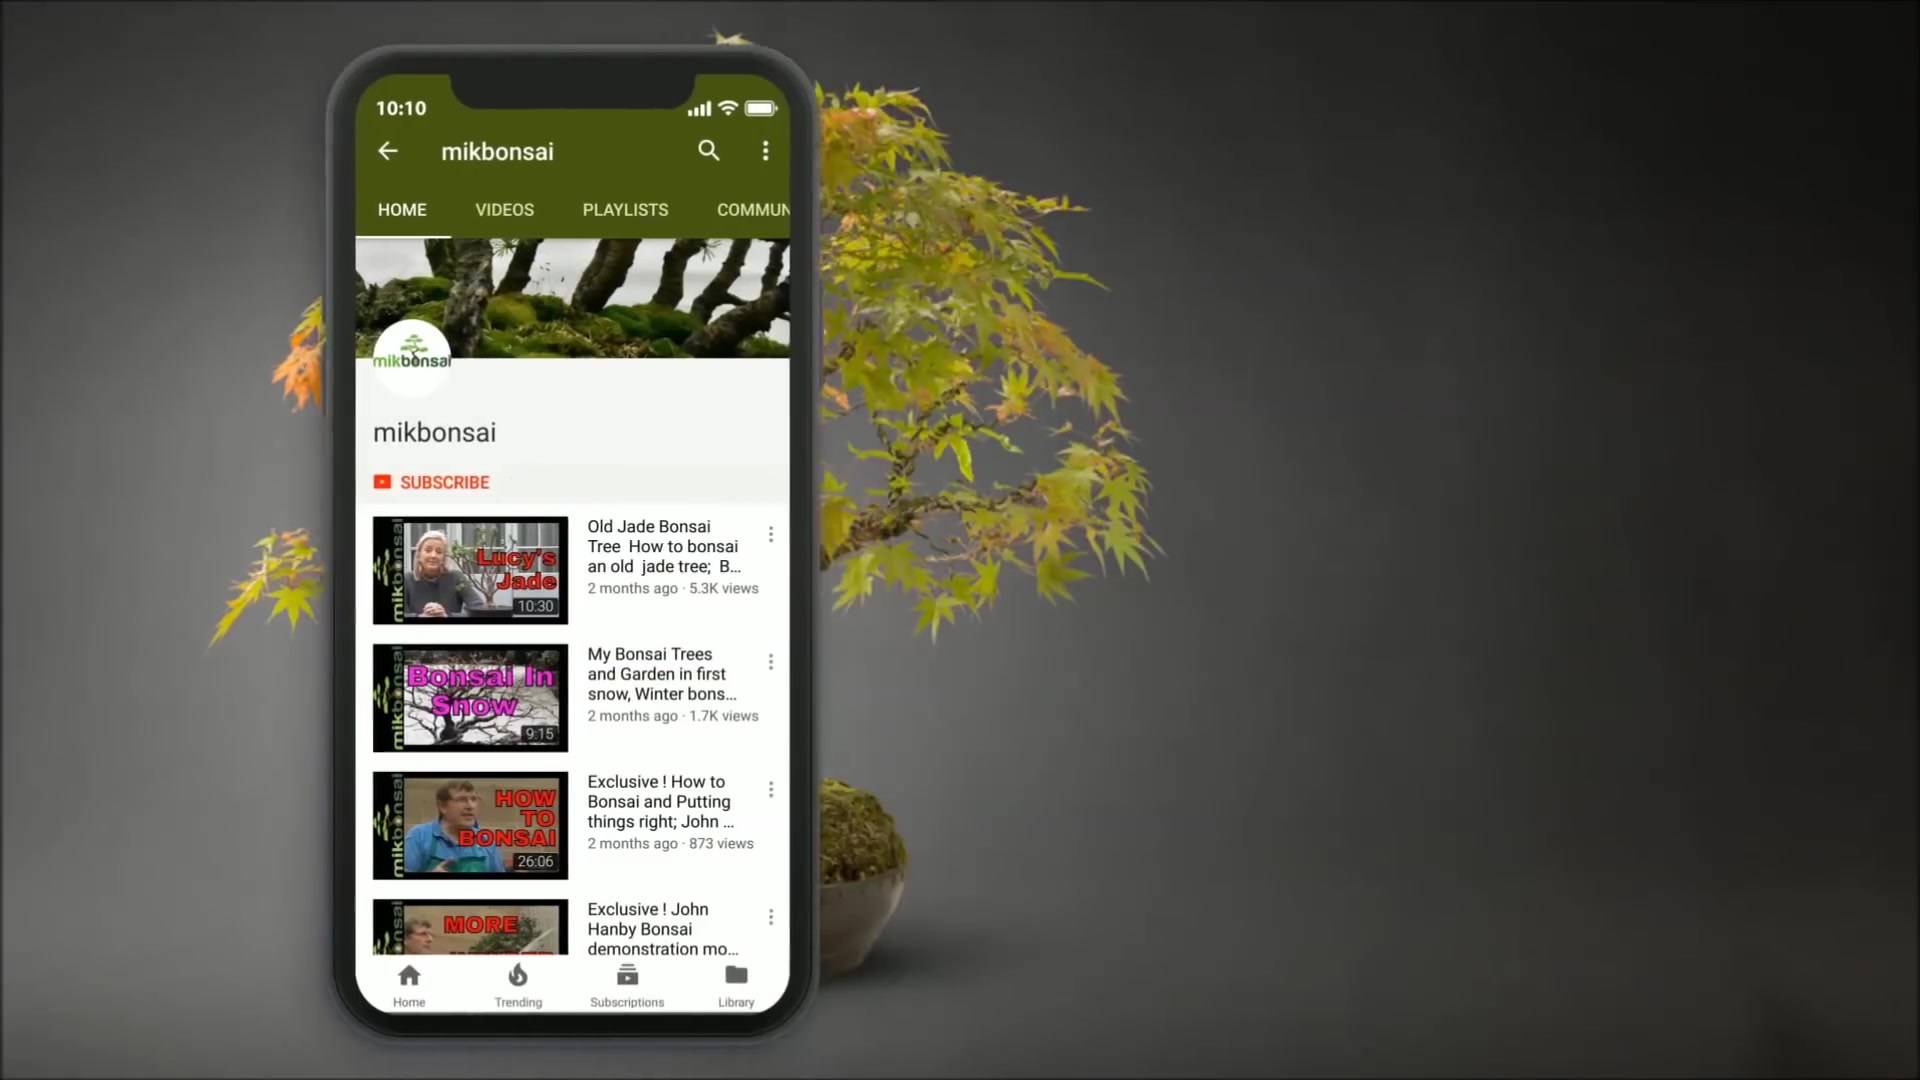 10:10
mikbonsai
HOME VIDEOS PLAYLISTS COMMUN
mikbonsai
mikbonsai
SUBSCRIBE
mikbonsai
Lucy's
Jade
10:30
Old Jade Bonsai
Tree How to bonsai
an old jade tree; B...
2 months ago · 5.3K views
mikbonsai
Bonsai In
Snow
9:15
My Bonsai Trees
and Garden in first
snow, Winter bons...
2 months ago · 1.7K views
mikbonsai
HOW
TO
BONSAI
26:06
Exclusive ! How to
Bonsai and Putting
things right; John ...
2 months ago · 873 views
bonsai
MORE
Exclusive ! John
Hanby Bonsai
demonstration mo...
Home Trending Subscriptions Library